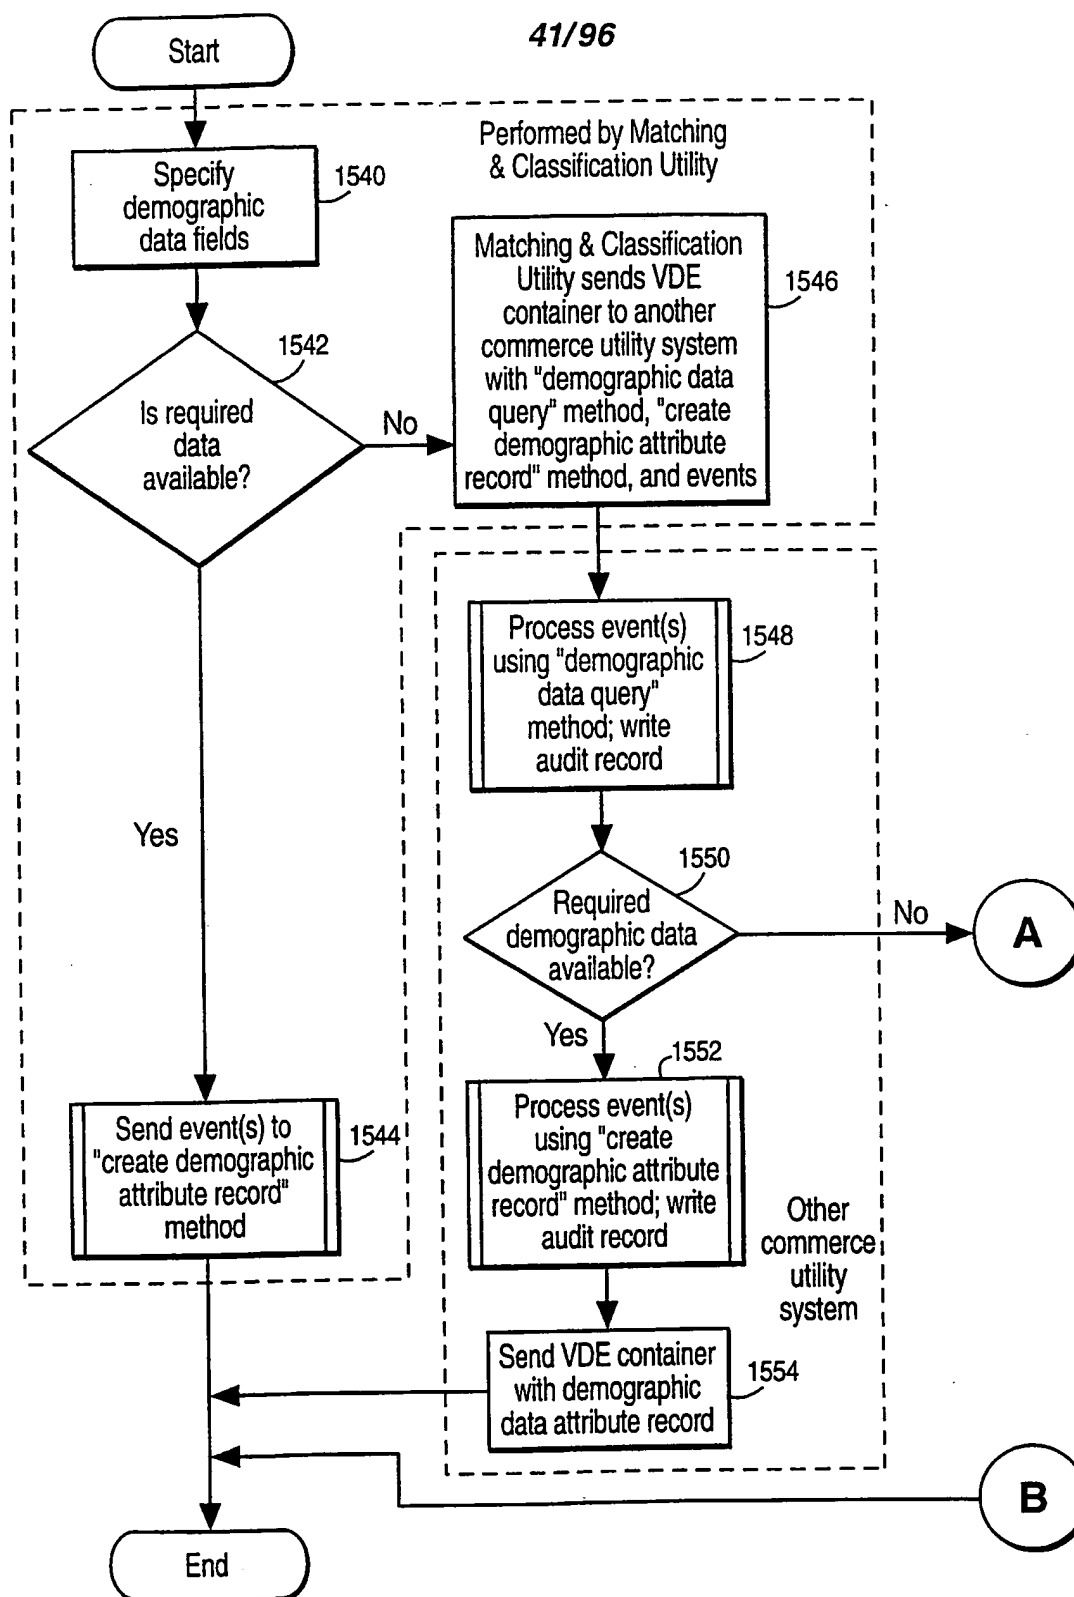 41/96
Start
Performed by Matching
& Classification Utility
Specify
demographic
data fields
1540
Matching & Classification
Utility sends VDE
container to another
commerce utility system
with "demographic data
query" method, "create
demographic attribute
record" method, and events
1546
1542
Is required
data
available?
No
Process event(s)
using "demographic
data query"
method; write
audit record
1548
Yes
1550
Required
demographic data
available?
No
A
Yes
1552
Process event(s)
using "create
demographic attribute
record" method; write
audit record
Send event(s) to
"create demographic
attribute record"
method
1544
Other
commerce
utility
system
Send VDE container
with demographic
data attribute record
1554
B
End